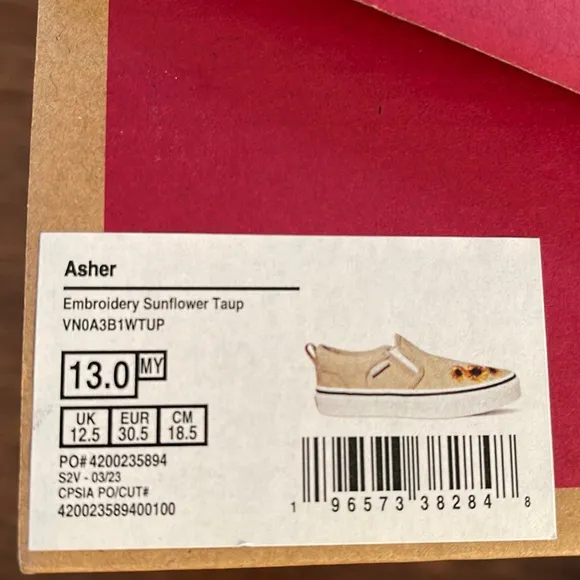 Asher
Embroidery Sunflower Taup
VN0A3B1WTUP
13.0 MY
UK EUR CM
12.5 30.5 18.5
PO# 4200235894
S2V - 03/23
CPSIA PO/CUT#
420023589400100
1 96573 38284 8